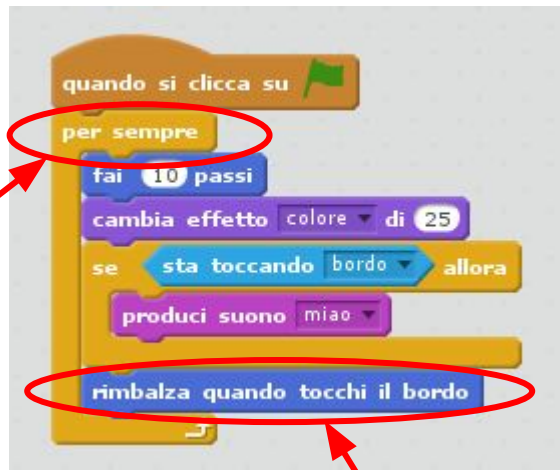 quando si clicca su
per sempre
fai 10 passi
cambia effetto colore di 25
se sta toccando bordo allora
produci suono miao
rimbalza quando tocchi il bordo